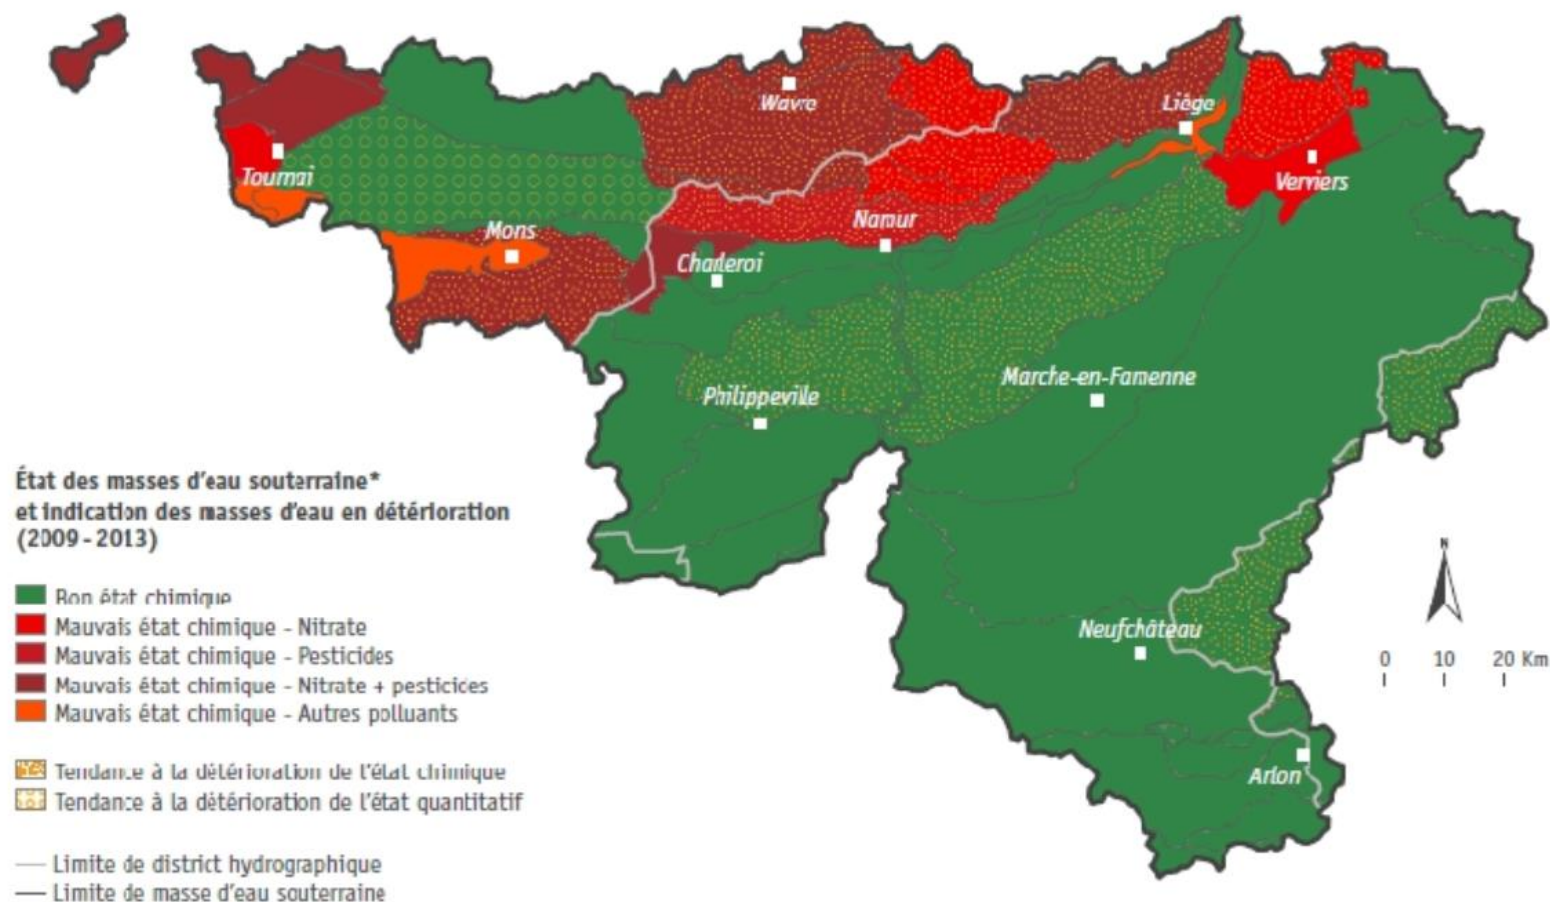 Wavre
Liège
Tournai
Verviers
Mons
Namur
Charleroi
Marche-en-Famenne
Philippeville
État des masses d'eau souterraine*
et indication des masses d'eau en détérioration
(2009 - 2013)
Bon état chimique
Mauvais état chimique - Nitrate
Mauvais état chimique - Pesticides
Mauvais état chimique - Nitrate + pesticides
Mauvais état chimique - Autres polluants
Tendance à la détérioration de l'état chimique
Tendance à la détérioration de l'état quantitatif
Limite de district hydrographique
Limite de masse d'eau souterraine
N
0 10 20 Km
Neufchâteau
Arlon